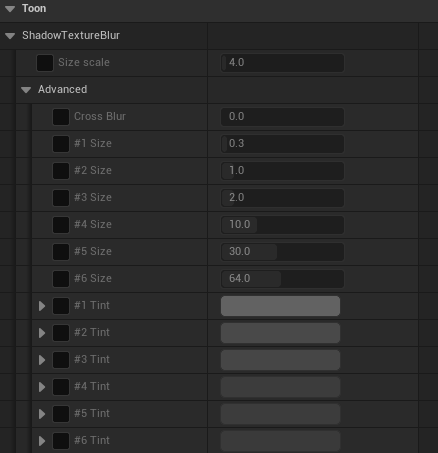 Toon
ShadowTextureBlur
Size scale 4.0
Advanced
Cross Blur 0.0
#1 Size 0.3
#2 Size 1.0
#3 Size 2.0
#4 Size 10.0
#5 Size 30.0
#6 Size 64.0
#1 Tint
#2 Tint
#3 Tint
#4 Tint
#5 Tint
#6 Tint